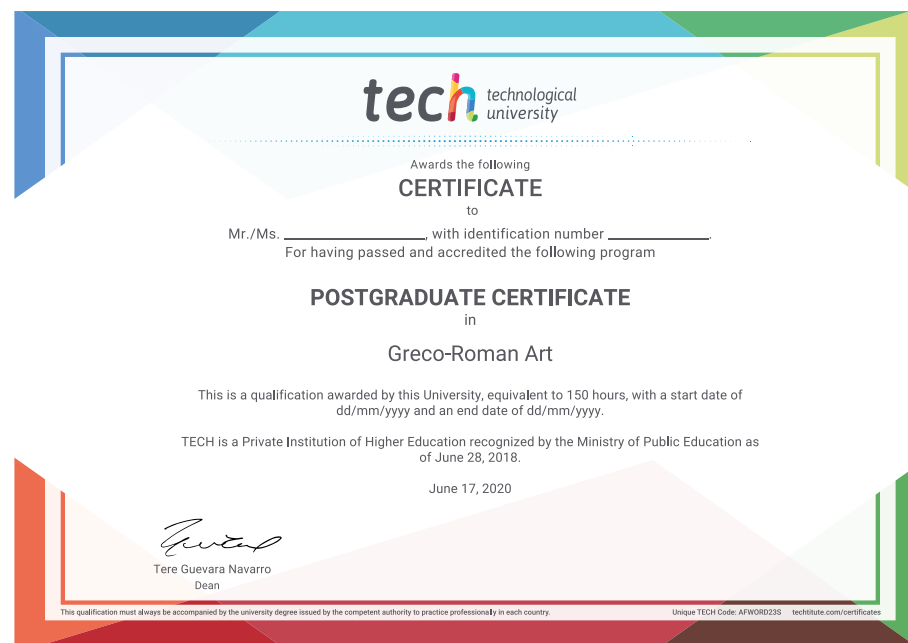 tech technological
university
Awards the following
CERTIFICATE
to
Mr./Ms. ____________________, with identification number ______________.
For having passed and accredited the following program
POSTGRADUATE CERTIFICATE
in
Greco-Roman Art
This is a qualification awarded by this University, equivalent to 150 hours, with a start date of
dd/mm/yyyy and an end date of dd/mm/yyyy.
TECH is a Private Institution of Higher Education recognized by the Ministry of Public Education as
of June 28, 2018.
June 17, 2020
Tere Guevara Navarro
Dean
This qualification must always be accompanied by the university degree issued by the competent authority to practice professionally in each country. Unique TECH Code: AFWORD23S techtitute.com/certificates